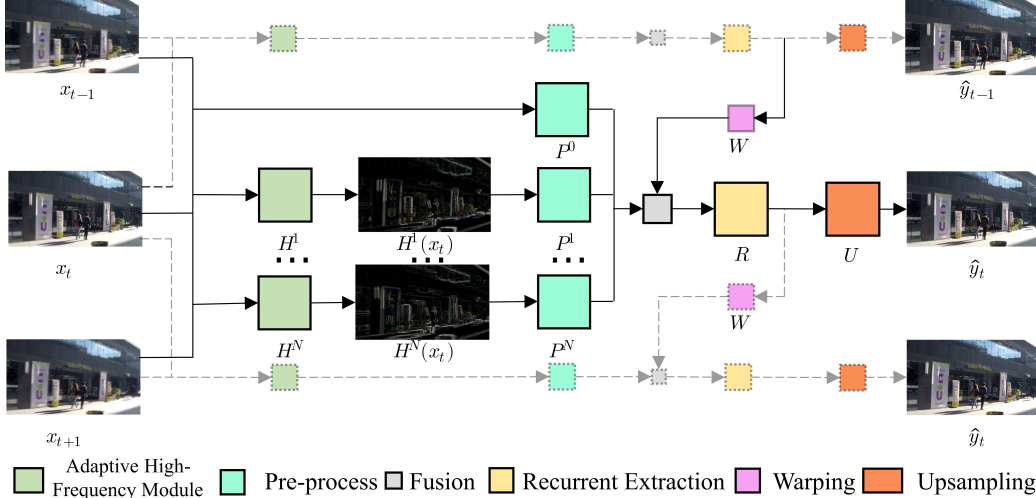 x_{t-1}
ŷ_{t-1}
W
P^0
x_t
H^1
H^1(x_t)
P^1
R
U
ŷ_t
W
H^N
H^N(x_t)
P^N
x_{t+1}
ŷ_t
Adaptive High-
Frequency Module
Pre-process
Fusion
Recurrent Extraction
Warping
Upsampling